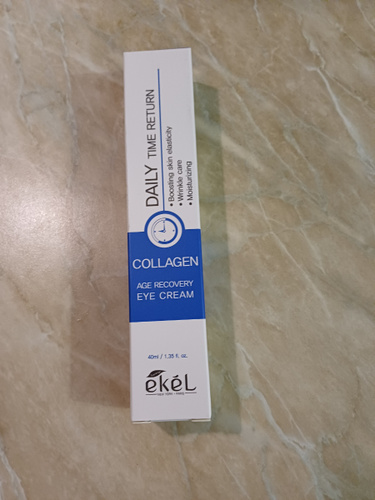 DAILY TIME RETURN
• Boosting skin elasticity
• Wrinkle care
• Moisturizing
COLLAGEN
AGE RECOVERY
EYE CREAM
40ml / 1.35 fl. oz.
ekéL